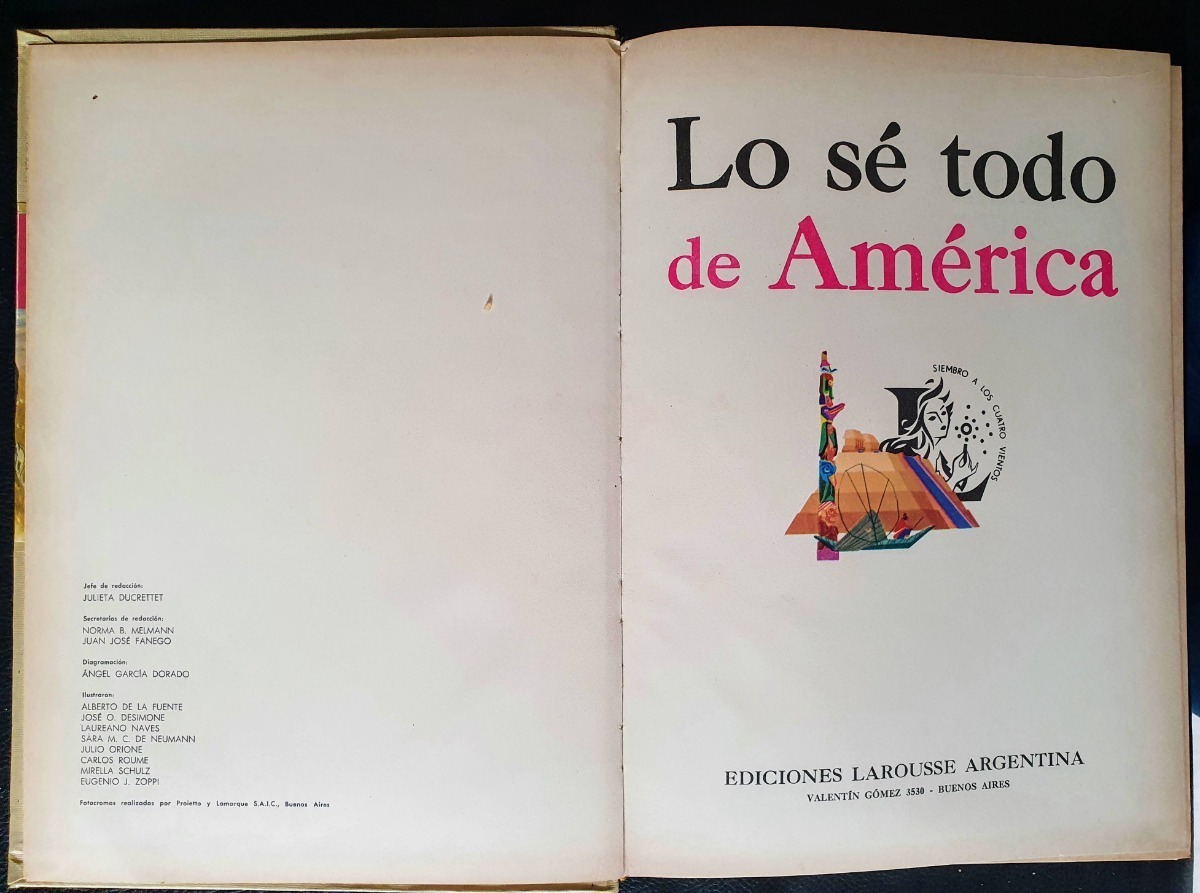 Jefe de redacción:
JULIETA DUCRETTET
Secretarios de redacción:
NORMA B. MELMANN
JUAN JOSÉ FANEGO
Diagramación:
ÁNGEL GARCÍA DORADO
Ilustraron:
ALBERTO DE LA FUENTE
JOSÉ O. DESIMONE
LAUREANO NAVES
SARA M. C. DE NEUMANN
JULIO ORIONE
CARLOS ROUME
MIRELLA SCHULZ
EUGENIO J. ZOPPI
Fotocromas realizados por Proietto y Lamarque S.A.I.C., Buenos Aires
Lo sé todo
de América
SIEMBRO A LOS CUATRO VIENTOS
EDICIONES LAROUSSE ARGENTINA
VALENTÍN GÓMEZ 3530 - BUENOS AIRES